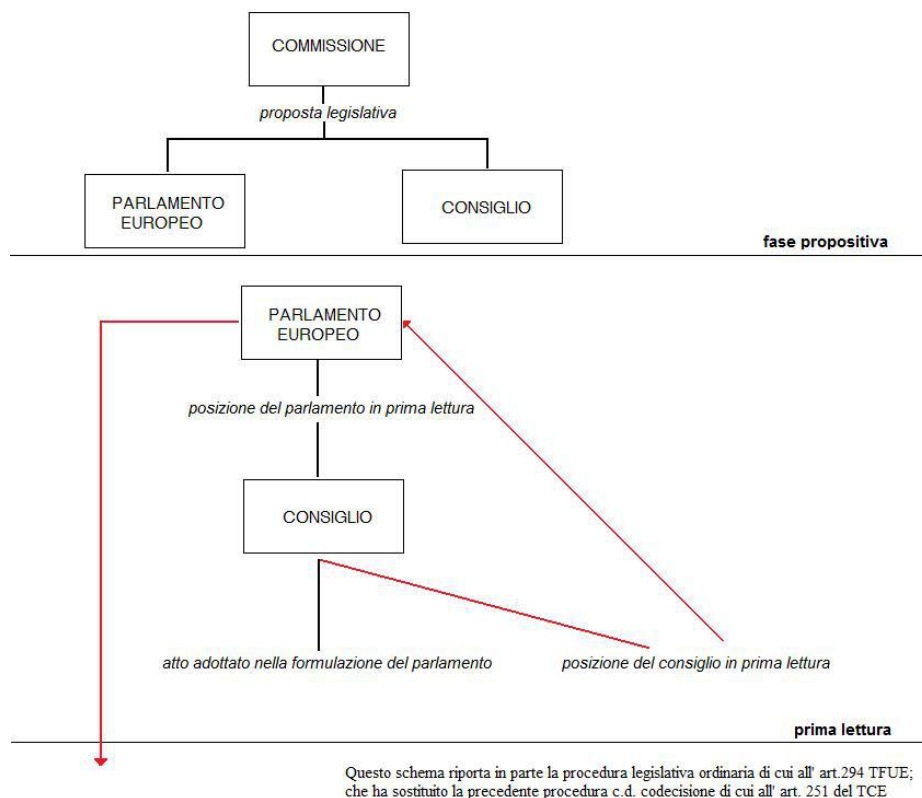 COMMISSIONE
proposta legislativa
PARLAMENTO
EUROPEO
CONSIGLIO
fase propositiva
PARLAMENTO
EUROPEO
posizione del parlamento in prima lettura
CONSIGLIO
atto adottato nella formulazione del parlamento
posizione del consiglio in prima lettura
prima lettura
Questo schema riporta in parte la procedura legislativa ordinaria di cui all' art.294 TFUE;
che ha sostituito la precedente procedura c.d. codecisione di cui all' art. 251 del TCE